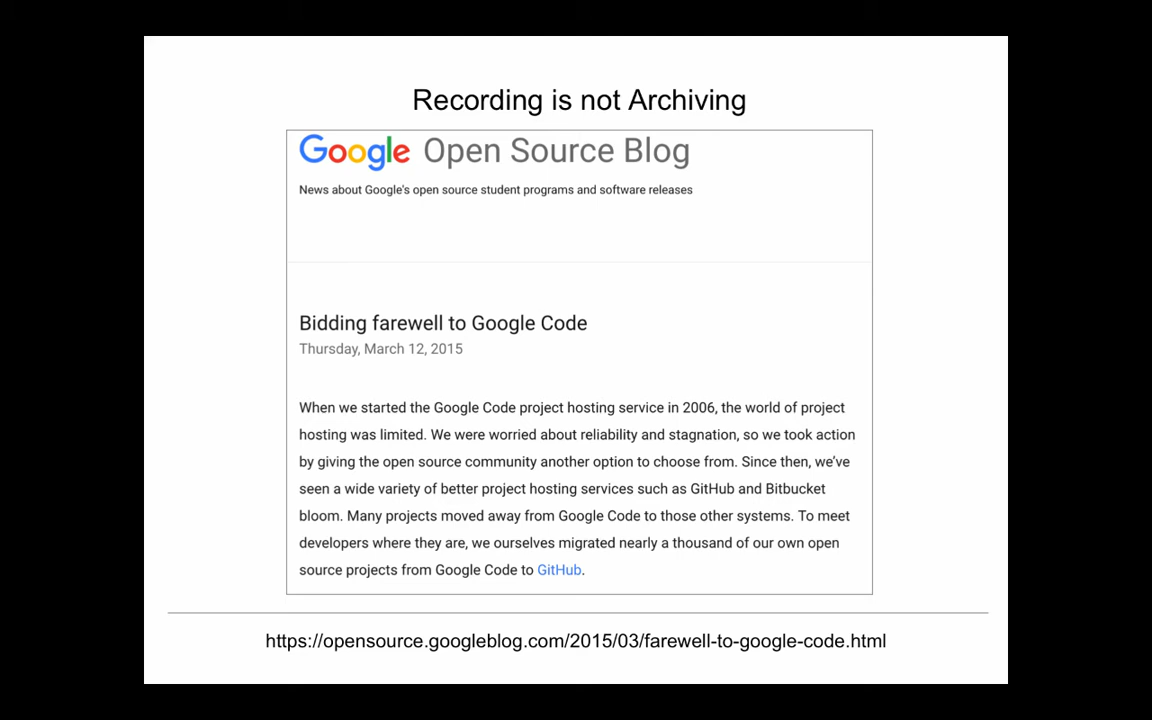 Recording is not Archiving
Google Open Source Blog
News about Google's open source student programs and software releases
Bidding farewell to Google Code
Thursday, March 12, 2015
When we started the Google Code project hosting service in 2006, the world of project
hosting was limited. We were worried about reliability and stagnation, so we took action
by giving the open source community another option to choose from. Since then, we've
seen a wide variety of better project hosting services such as GitHub and Bitbucket
bloom. Many projects moved away from Google Code to those other systems. To meet
developers where they are, we ourselves migrated nearly a thousand of our own open
source projects from Google Code to GitHub.
https://opensource.googleblog.com/2015/03/farewell-to-google-code.html